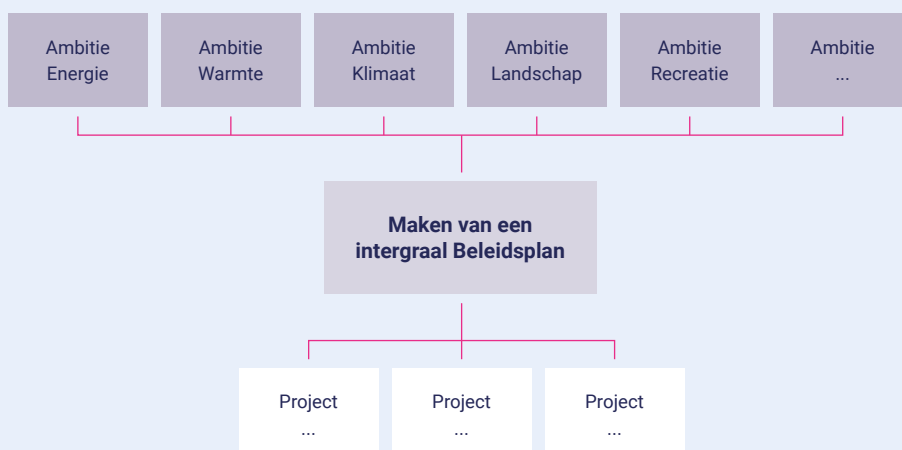 Ambitie
Energie
Ambitie
Warmte
Ambitie
Klimaat
Ambitie
Landschap
Ambitie
Recreatie
Ambitie
...
Maken van een
intergraal Beleidsplan
Project
...
Project
...
Project
...